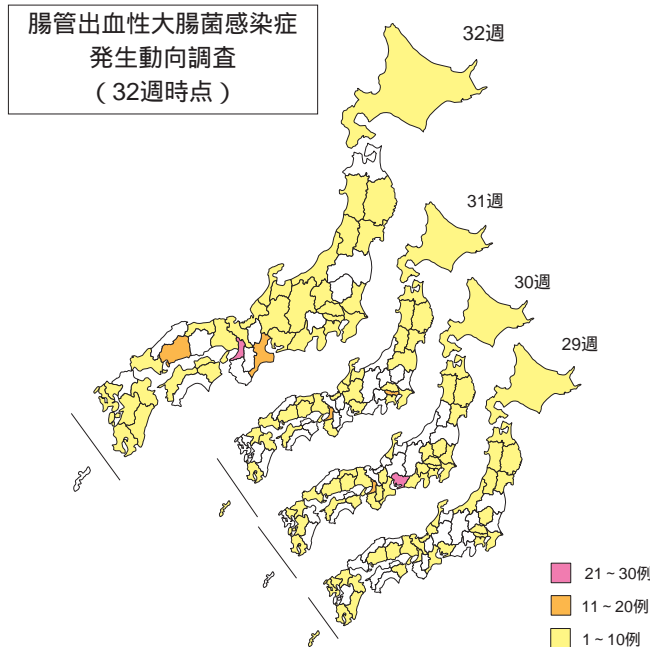 腸管出血性大腸菌感染症
発生動向調査
(32週時点)
32週
31週
30週
29週
21~30例
11~20例
1~10例